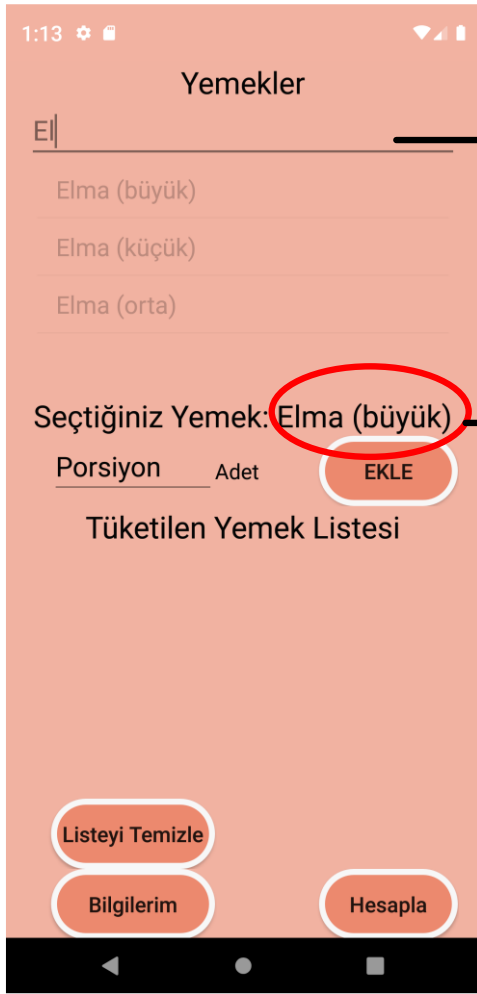 1:13
Yemekler
El
Elma (büyük)
Elma (küçük)
Elma (orta)
Seçtiğiniz Yemek: Elma (büyük)
Porsiyon Adet EKLE
Tüketilen Yemek Listesi
Listeyi Temizle
Bilgilerim Hesapla